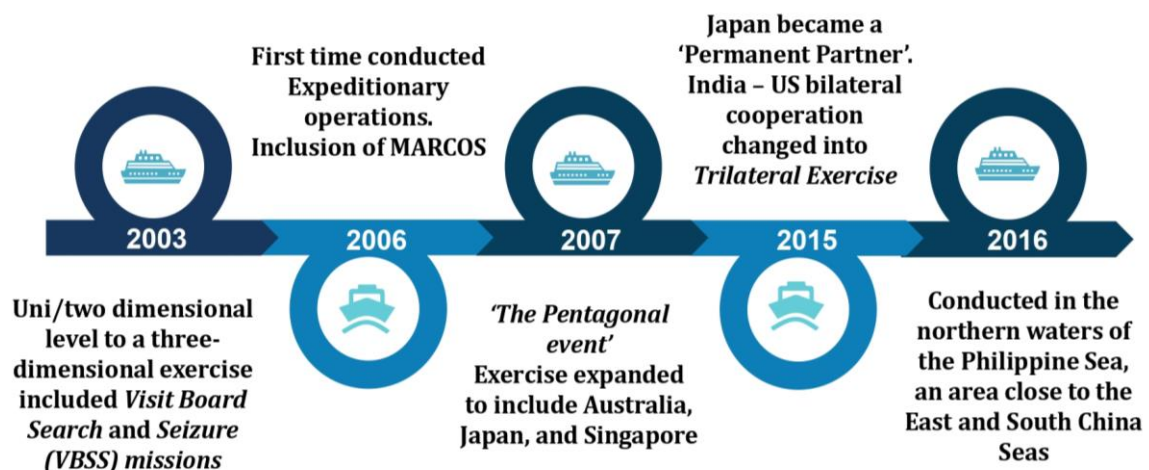 2003
Uni/two dimensional
level to a three-
dimensional exercise
included Visit Board
Search and Seizure
(VBSS) missions
First time conducted
Expeditionary
operations.
Inclusion of MARCOS
2006
2007
‘The Pentagonal
event’
Exercise expanded
to include Australia,
Japan, and Singapore
Japan became a
‘Permanent Partner’.
India – US bilateral
cooperation
changed into
Trilateral Exercise
2015
2016
Conducted in the
northern waters of
the Philippine Sea,
an area close to the
East and South China
Seas